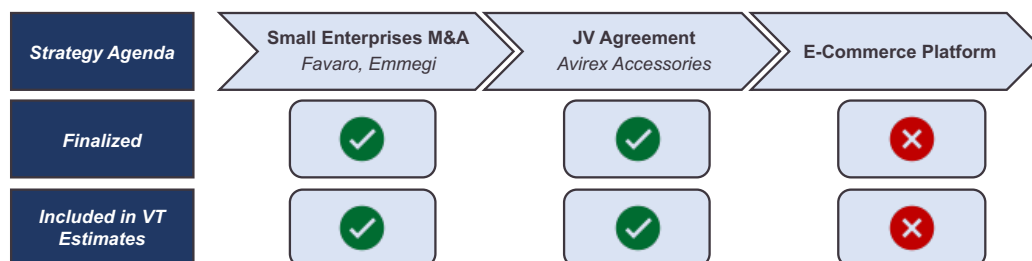 Strategy Agenda
Small Enterprises M&A
Favaro, Emmegi
JV Agreement
Avirex Accessories
E-Commerce Platform
Finalized
Included in VT
Estimates